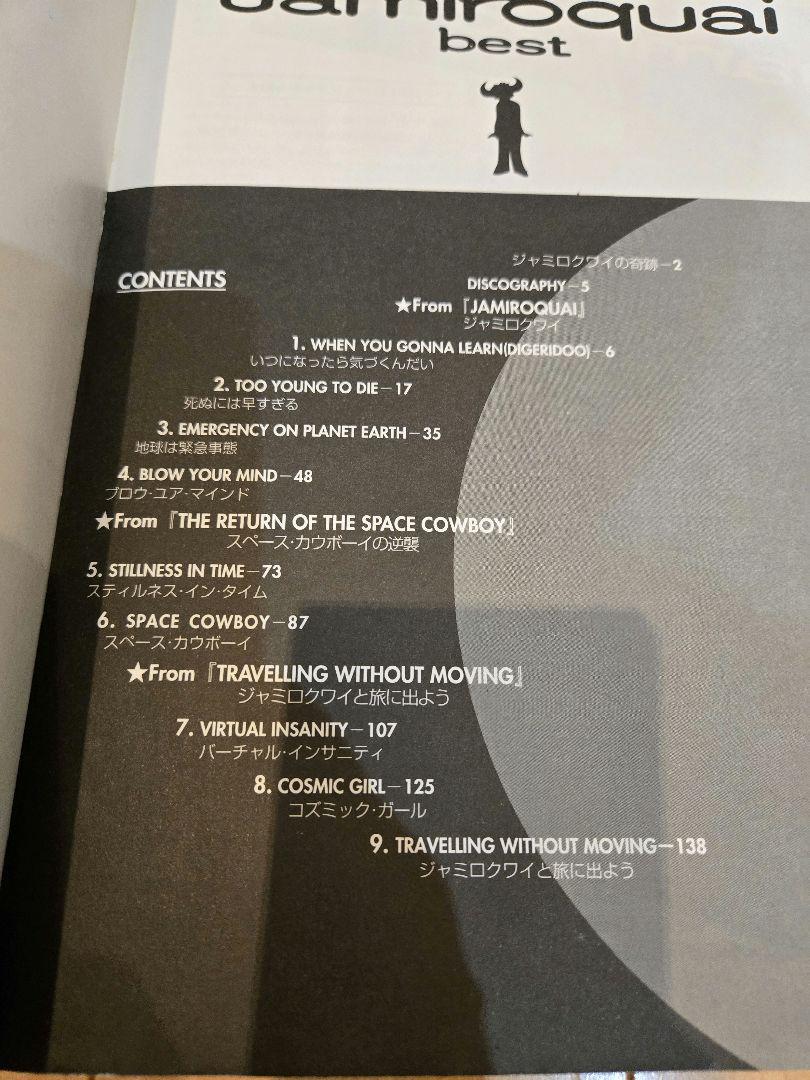 Jamiroquai
best
CONTENTS
ジャミロクワイの奇跡—2
DISCOGRAPHY—5
★From『JAMIROQUAI』
ジャミロクワイ
1. WHEN YOU GONNA LEARN(DIGERIDOO)—6
いつになったら気づくんだい
2. TOO YOUNG TO DIE—17
死ぬには早すぎる
3. EMERGENCY ON PLANET EARTH—35
地球は緊急事態
4. BLOW YOUR MIND—48
ブロウ・ユア・マインド
★From『THE RETURN OF THE SPACE COWBOY』
スペース・カウボーイの逆襲
5. STILLNESS IN TIME—73
スティルネス・イン・タイム
6. SPACE COWBOY—87
スペース・カウボーイ
★From『TRAVELLING WITHOUT MOVING』
ジャミロクワイと旅に出よう
7. VIRTUAL INSANITY—107
バーチャル・インサニティ
8. COSMIC GIRL—125
コズミック・ガール
9. TRAVELLING WITHOUT MOVING—138
ジャミロクワイと旅に出よう